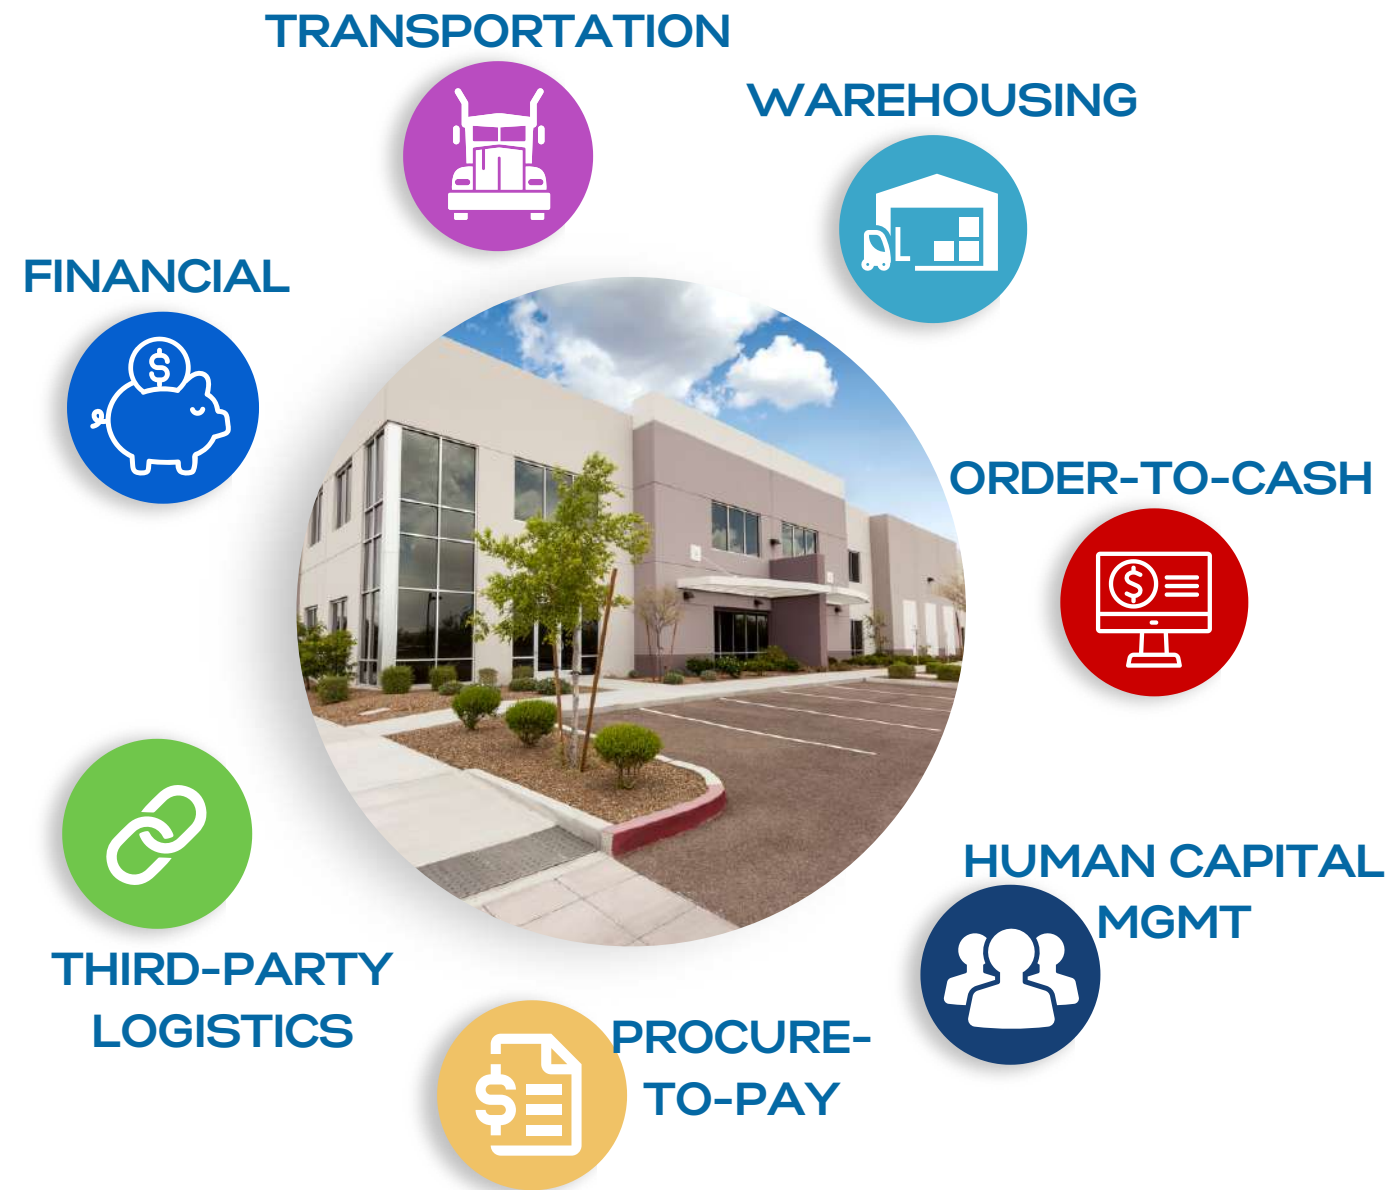 TRANSPORTATION
WAREHOUSING
FINANCIAL
$
ORDER-TO-CASH
$
HUMAN CAPITAL
MGMT
THIRD-PARTY
LOGISTICS
PROCURE-
TO-PAY
$